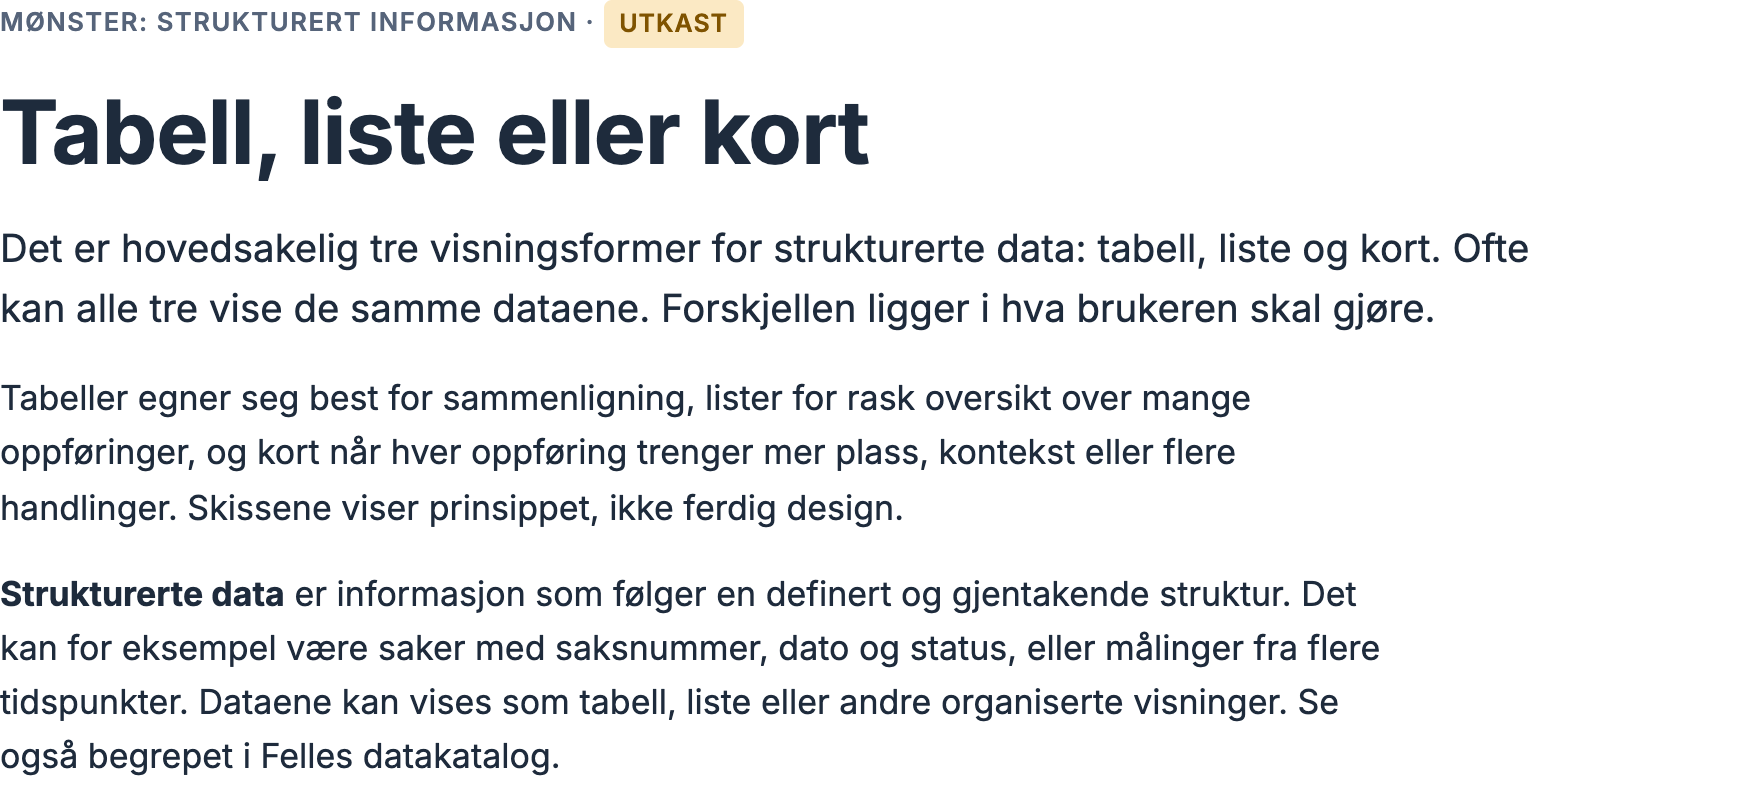 MØNSTER: STRUKTURERT INFORMASJON · UTKAST
Tabell, liste eller kort
Det er hovedsakelig tre visningsformer for strukturerte data: tabell, liste og kort. Ofte
kan alle tre vise de samme dataene. Forskjellen ligger i hva brukeren skal gjøre.
Tabeller egner seg best for sammenligning, lister for rask oversikt over mange
oppføringer, og kort når hver oppføring trenger mer plass, kontekst eller flere
handlinger. Skissene viser prinsippet, ikke ferdig design.
Strukturerte data er informasjon som følger en definert og gjentakende struktur. Det
kan for eksempel være saker med saksnummer, dato og status, eller målinger fra flere
tidspunkter. Dataene kan vises som tabell, liste eller andre organiserte visninger. Se
også begrepet i Felles datakatalog.